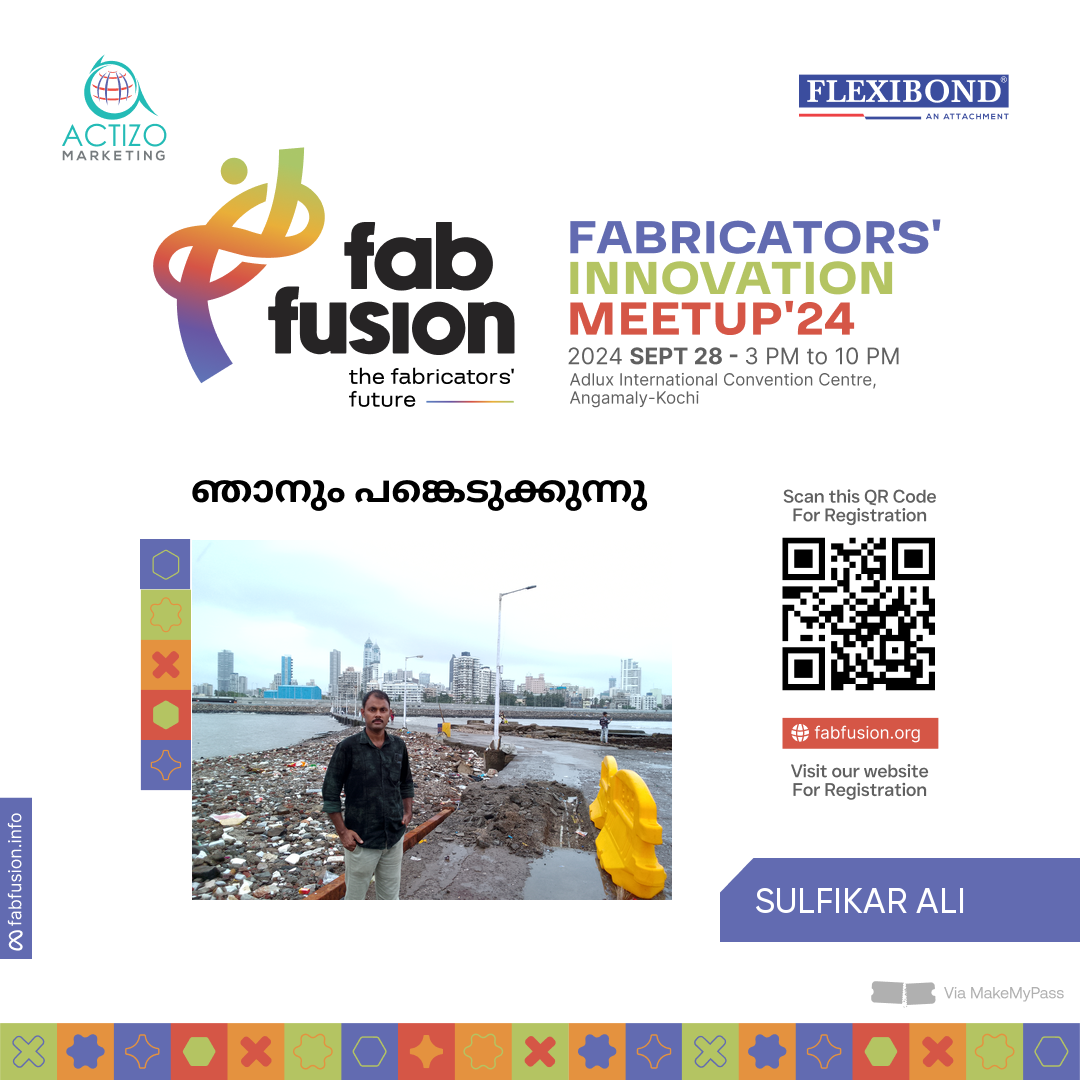 ACTIZO
MARKETING
FLEXIBOND®
AN ATTACHMENT
fab
fusion
the fabricators'
future
FABRICATORS'
INNOVATION
MEETUP'24
2024 SEPT 28 - 3 PM to 10 PM
Adlux International Convention Centre,
Angamaly-Kochi
ഞാനും പങ്കെടുക്കുന്നു
Scan this QR Code
For Registration
fabfusion.org
Visit our website
For Registration
fabfusion.info
SULFIKAR ALI
Via MakeMyPass